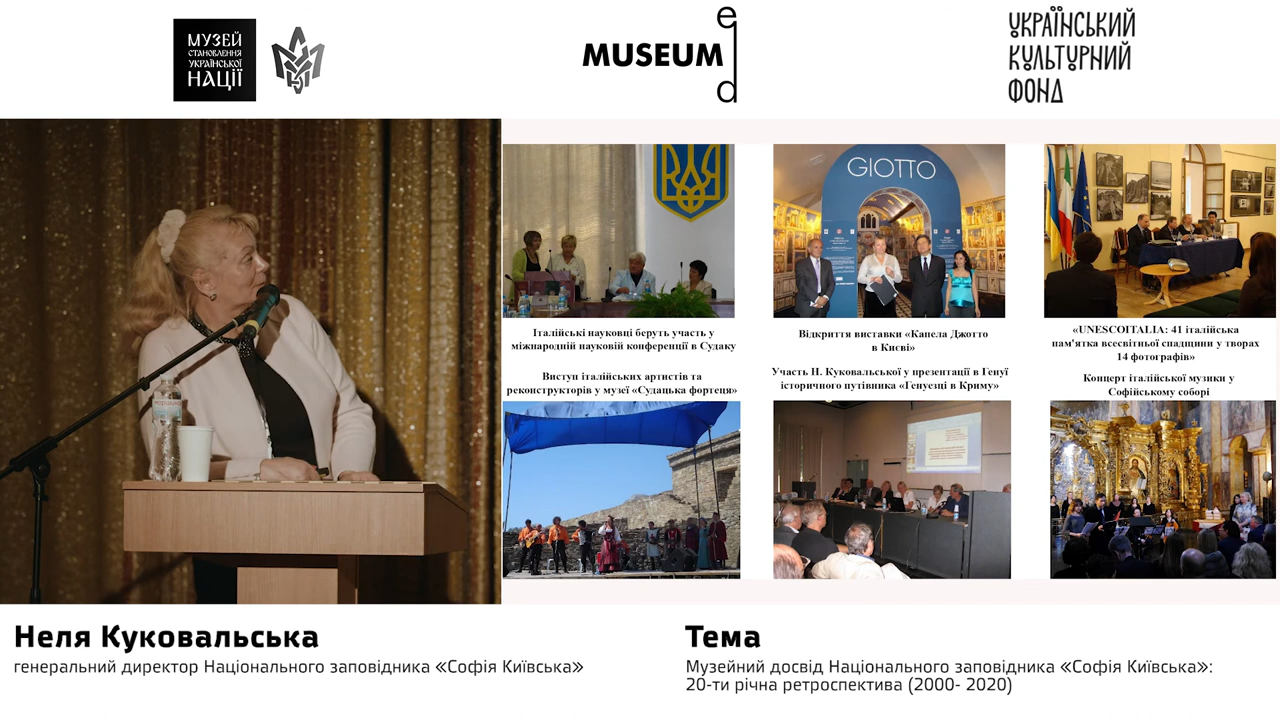 МУЗЕЙ
СТАНОВЛЕННЯ
УКРАЇНСЬКОЇ
НАЦІЇ
MUSEUM
ed
УКРАЇНСЬКИЙ
КУЛЬТУРНИЙ
ФОНД
GIOTTO
Італійські науковці беруть участь у
міжнародній науковій конференції в Судаку
Відкриття виставки «Капела Джотто
в Києві»
«UNESCOITALIA: 41 італійська
пам'ятка всесвітньої спадщини у творах
14 фотографів»
Виступ італійських артистів та
реконструкторів у музеї «Судацька фортеця»
Участь Н. Куковальської у презентації в Генуї
історичного путівника «Генуезці в Криму»
Концерт італійської музики у
Софійському соборі
Неля Куковальська
генеральний директор Національного заповідника «Софія Київська»
Тема
Музейний досвід Національного заповідника «Софія Київська»:
20-ти річна ретроспектива (2000- 2020)